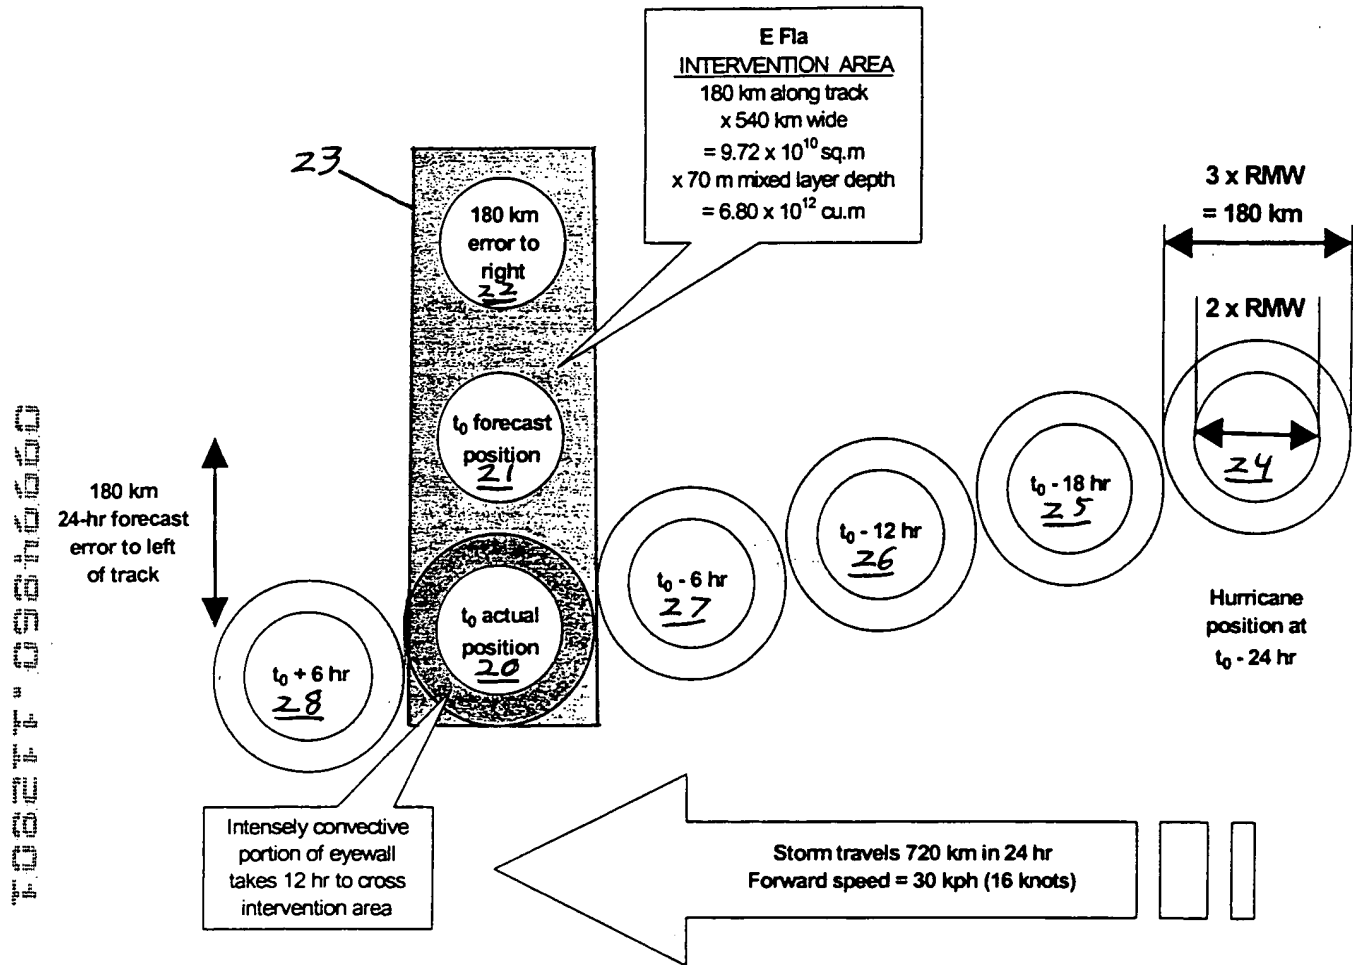 E Fla
INTERVENTION AREA
180 km along track
x 540 km wide
= 9.72 x 10¹⁰ sq.m
x 70 m mixed layer depth
= 6.80 x 10¹² cu.m
23
180 km
error to
right
22
3 x RMW
= 180 km
2 x RMW
24
t₀ forecast
position
21
180 km
24-hr forecast
error to left
of track
t₀ - 18 hr
25
t₀ - 12 hr
26
t₀ - 6 hr
27
t₀ actual
position
20
t₀ + 6 hr
28
Hurricane
position at
t₀ - 24 hr
Intensely convective
portion of eyewall
takes 12 hr to cross
intervention area
Storm travels 720 km in 24 hr
Forward speed = 30 kph (16 knots)